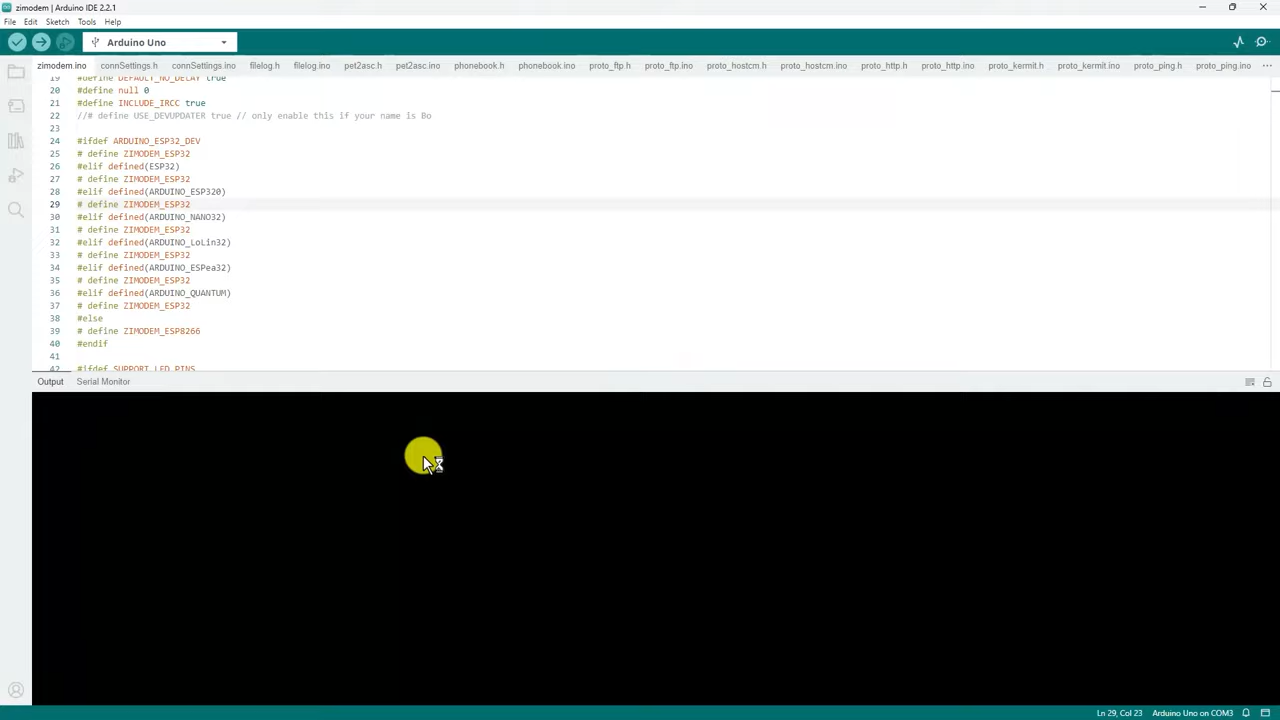 zimodem | Arduino IDE 2.2.1
File Edit Sketch Tools Help
Arduino Uno
zimodem.ino connSettings.h connSettings.ino filelog.h filelog.ino pet2asc.h pet2asc.ino phonebook.h phonebook.ino proto_ftp.h proto_ftp.ino proto_hostcm.h proto_hostcm.ino proto_http.h proto_http.ino proto_kermit.h proto_kermit.ino proto_ping.h proto_ping.ino ...
19 #define DEFAULT_NO_DELAY true
20 #define null 0
21 #define INCLUDE_IRCC true
22 //# define USE_DEVUPDATER true // only enable this if your name is Bo
23
24 #ifdef ARDUINO_ESP32_DEV
25 # define ZIMODEM_ESP32
26 #elif defined(ESP32)
27 # define ZIMODEM_ESP32
28 #elif defined(ARDUINO_ESP320)
29 # define ZIMODEM_ESP32
30 #elif defined(ARDUINO_NANO32)
31 # define ZIMODEM_ESP32
32 #elif defined(ARDUINO_LoLin32)
33 # define ZIMODEM_ESP32
34 #elif defined(ARDUINO_ESPea32)
35 # define ZIMODEM_ESP32
36 #elif defined(ARDUINO_QUANTUM)
37 # define ZIMODEM_ESP32
38 #else
39 # define ZIMODEM_ESP8266
40 #endif
41
42 #ifdef SUPPORT_LED_PINS
Output Serial Monitor
Ln 29, Col 23 Arduino Uno on COM3